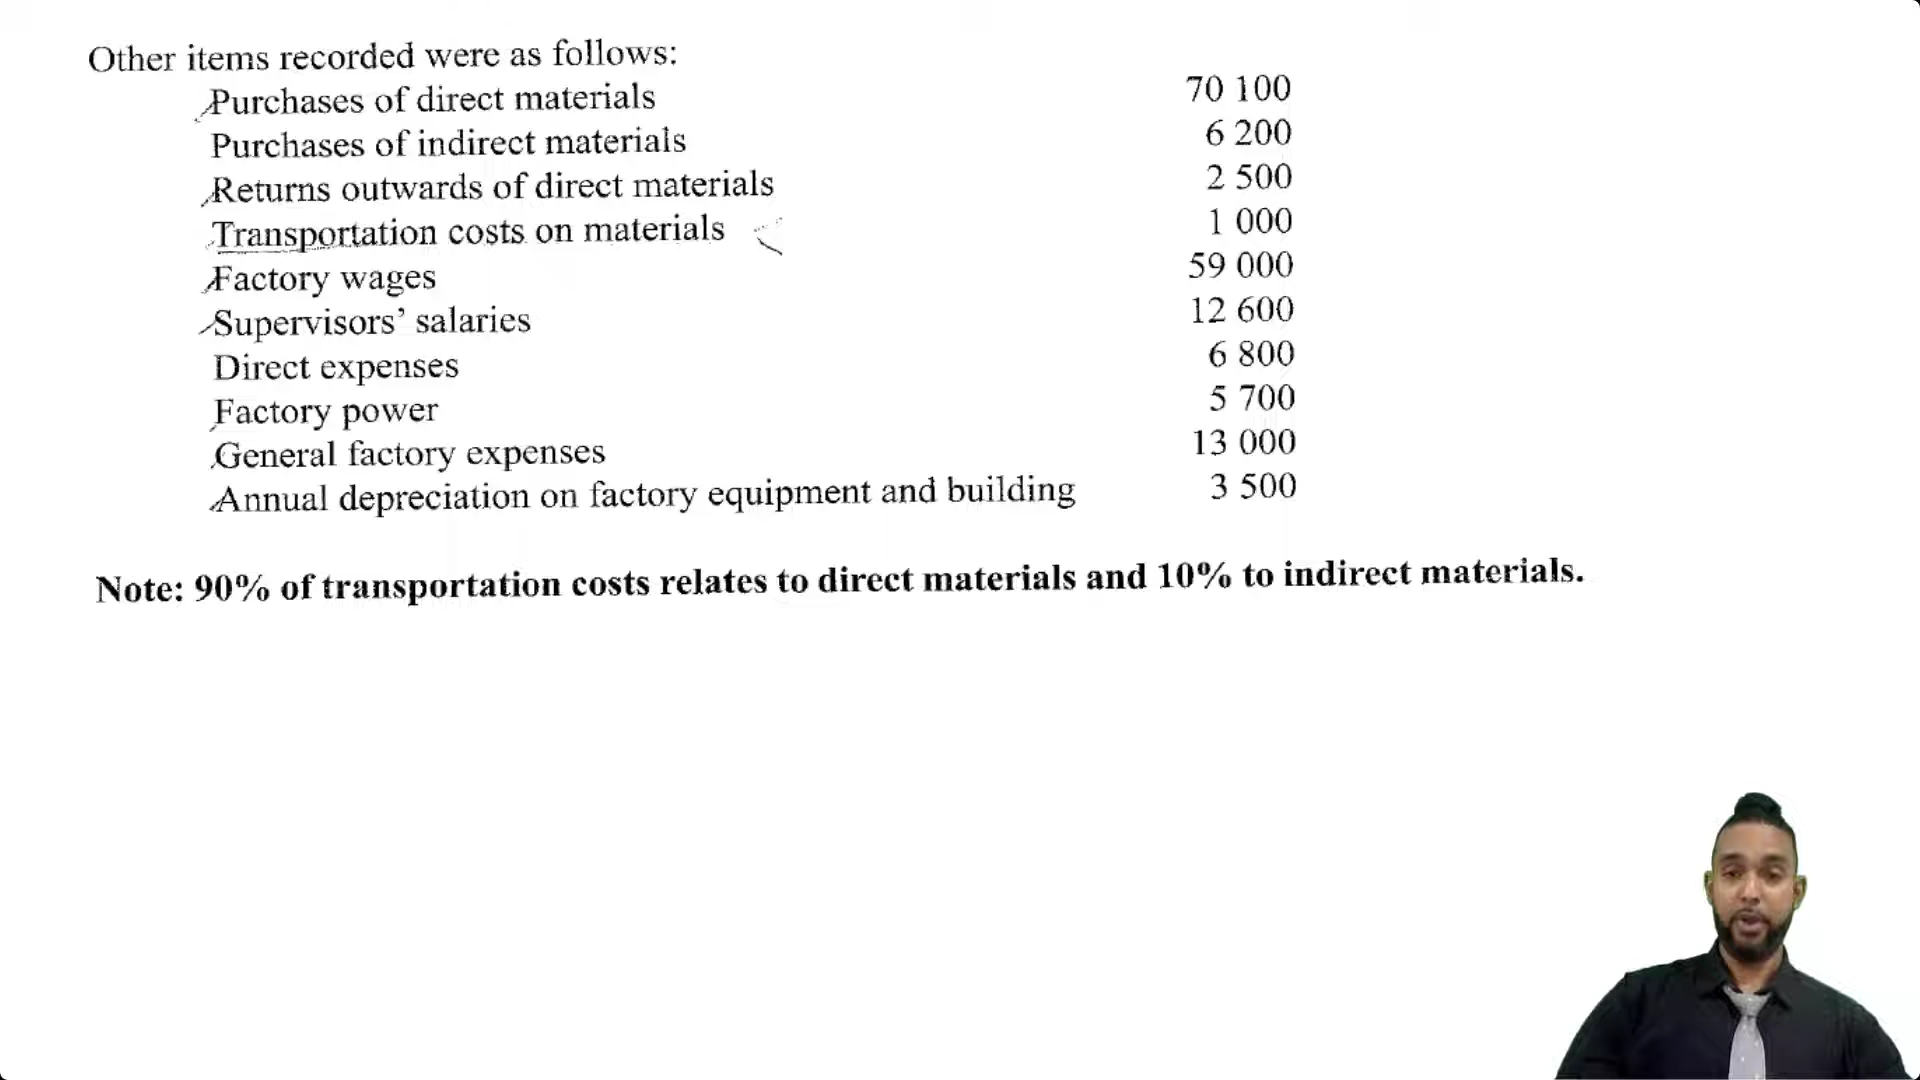 Other items recorded were as follows:
Purchases of direct materials 70 100
Purchases of indirect materials 6 200
Returns outwards of direct materials 2 500
Transportation costs on materials 1 000
Factory wages 59 000
Supervisors’ salaries 12 600
Direct expenses 6 800
Factory power 5 700
General factory expenses 13 000
Annual depreciation on factory equipment and building 3 500
Note: 90% of transportation costs relates to direct materials and 10% to indirect materials.